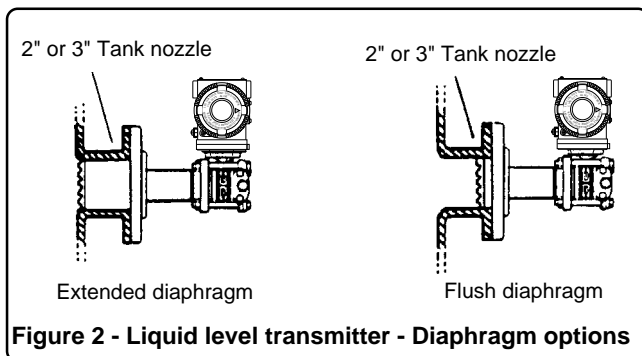 2" or 3" Tank nozzle
2" or 3" Tank nozzle
Extended diaphragm
Flush diaphragm
Figure 2 - Liquid level transmitter - Diaphragm options